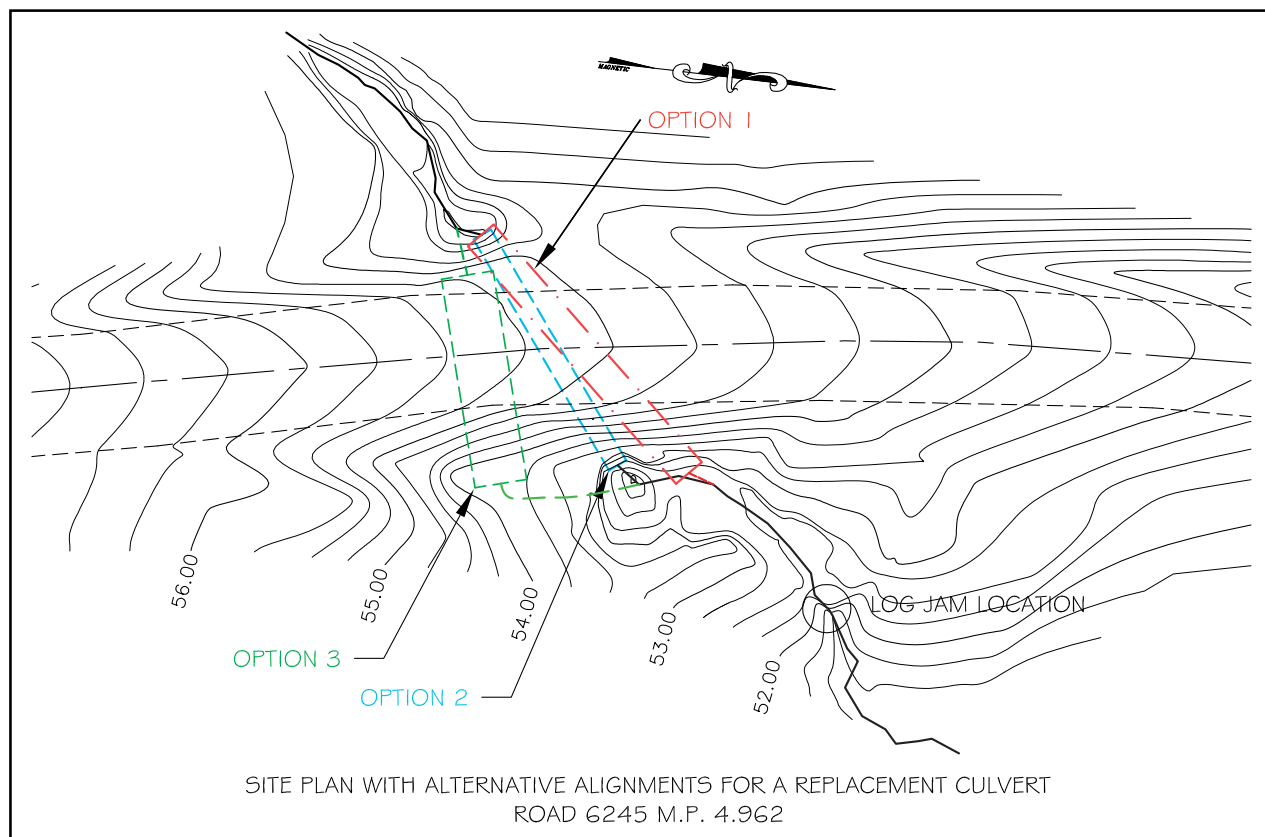 MAGNETIC
OPTION 1
56.00
55.00
54.00
53.00
52.00
LOG JAM LOCATION
OPTION 3
OPTION 2
SITE PLAN WITH ALTERNATIVE ALIGNMENTS FOR A REPLACEMENT CULVERT
ROAD 6245 M.P. 4.962